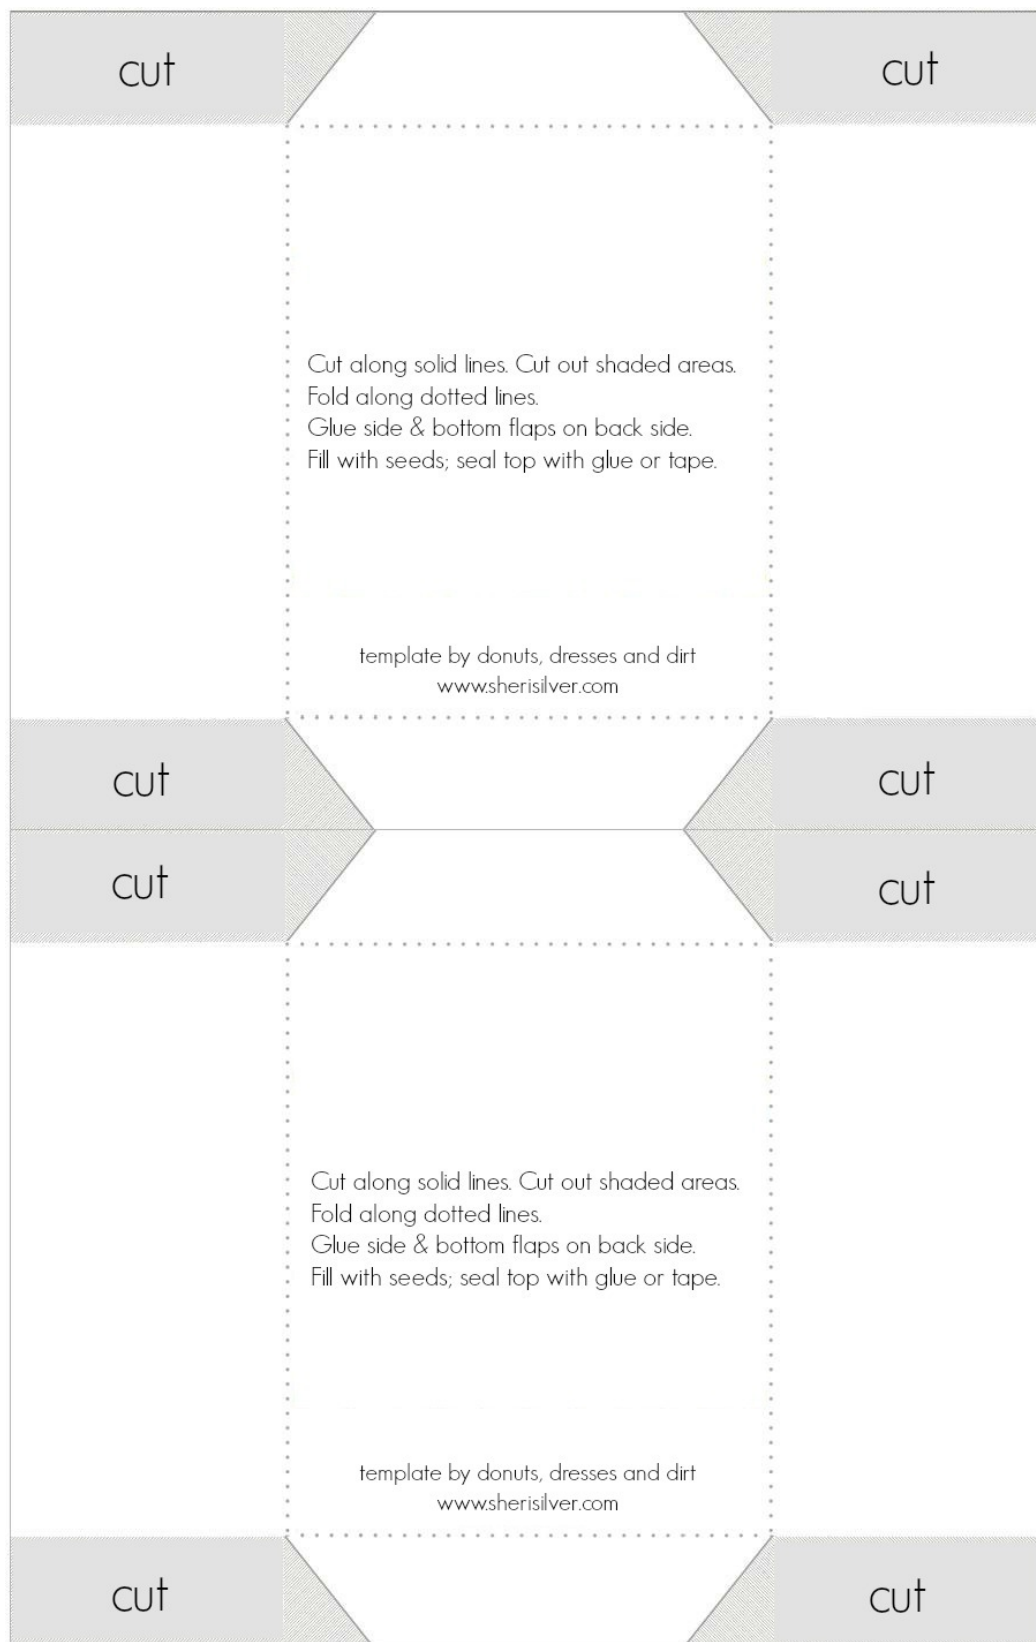 cut
cut
Cut along solid lines. Cut out shaded areas.
Fold along dotted lines.
Glue side & bottom flaps on back side.
Fill with seeds; seal top with glue or tape.
template by donuts, dresses and dirt
www.sherisilver.com
cut
cut
cut
cut
Cut along solid lines. Cut out shaded areas.
Fold along dotted lines.
Glue side & bottom flaps on back side.
Fill with seeds; seal top with glue or tape.
template by donuts, dresses and dirt
www.sherisilver.com
cut
cut